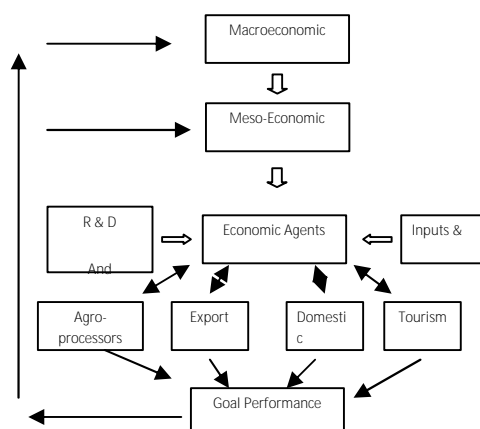 Macroeconomic
Meso-Economic
R & D
And
Economic Agents
Inputs &
Agro-
processors
Export
Domesti
c
Tourism
Goal Performance